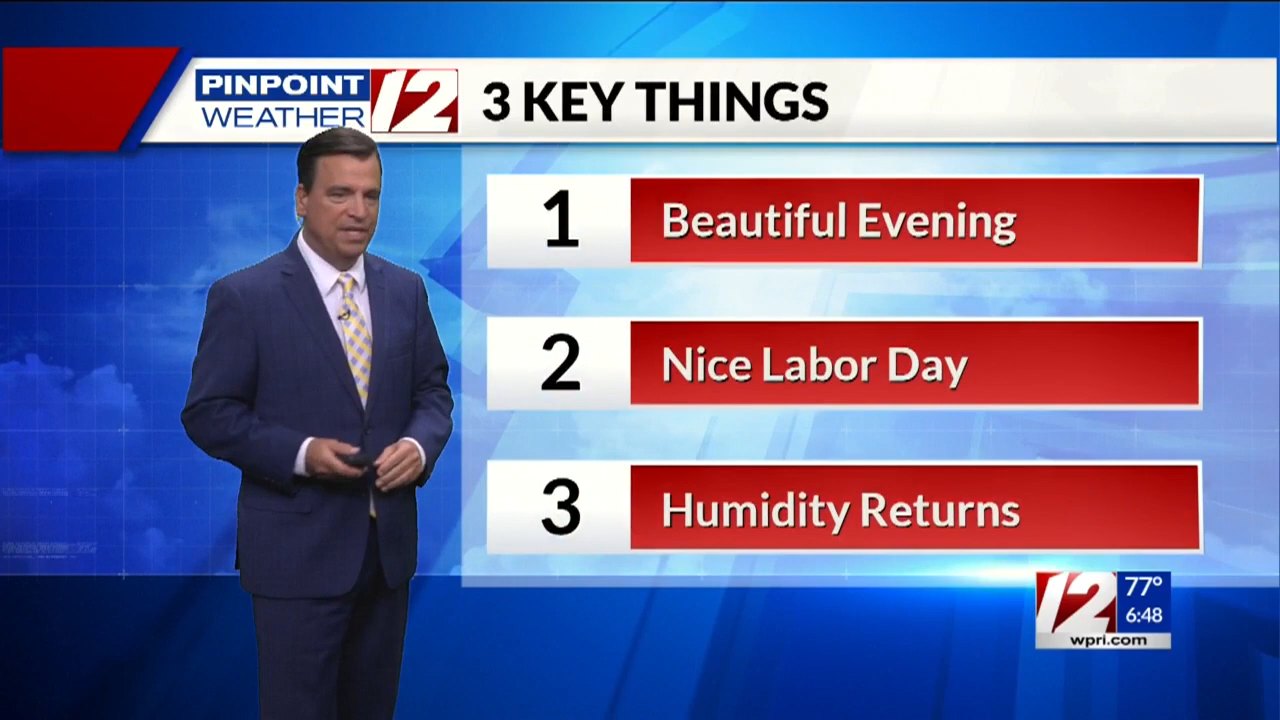 PINPOINT
WEATHER
12
3 KEY THINGS
1 Beautiful Evening
2 Nice Labor Day
3 Humidity Returns
12
77°
6:48
wpri.com